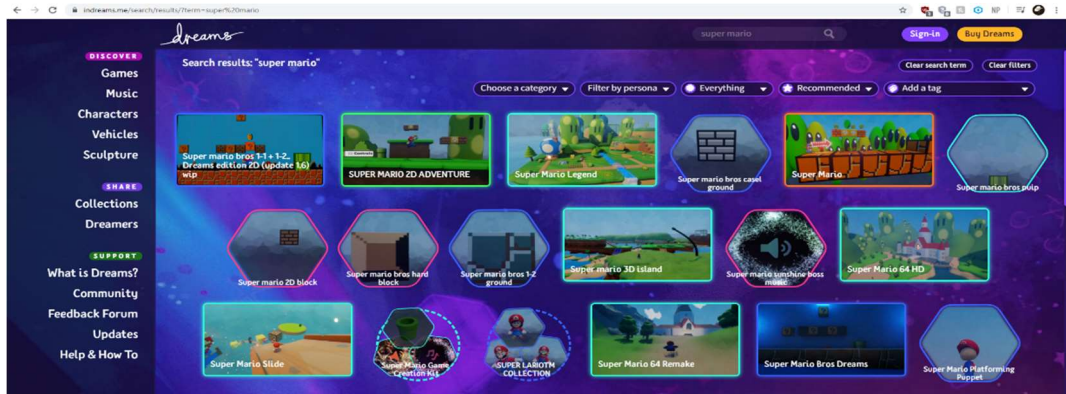 indreams.me/search/results/?term=super%20mario
NP
dreams
super mario
Sign-in
Buy Dreams
DISCOVER
Games
Music
Characters
Vehicles
Sculpture
SHARE
Collections
Dreamers
SUPPORT
What is Dreams?
Community
Feedback Forum
Updates
Help & How To
Search results: "super mario"
Clear search term
Clear filters
Choose a category
Filter by persona
Everything
Recommended
Add a tag
Super mario bros 1-1 + 1-2..
Dreams edition 2D (update 1,6)
wip
SUPER MARIO 2D ADVENTURE
Super Mario Legend
Super mario bros casel
ground
Super Mario
Super mario bros pulp
Super mario 2D block
Super mario bros hard
block
Super mario bros 1-2
ground
Super mario 3D island
Super mario sunshine boss
music
Super Mario 64 HD
Super Mario Slide
Super Mario Game
Creation Kit
SUPER LARIOTM
COLLECTION
Super Mario 64 Remake
Super Mario Bros Dreams
Super Mario Platforming
Puppet